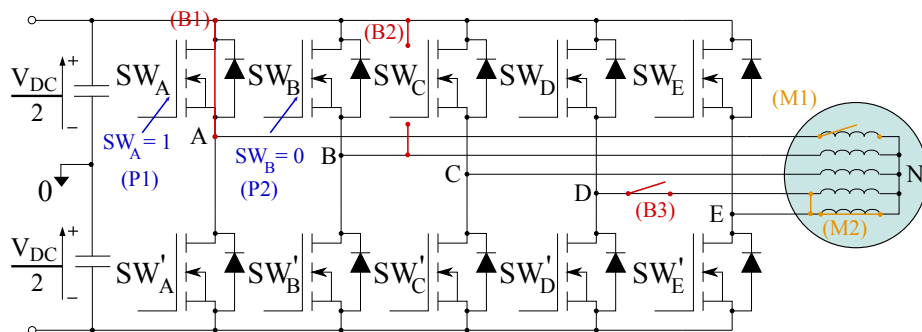 (B1)
(B2)
V_DC
2
+
−
SW_A
SW_B
SW_C
SW_D
SW_E
(M1)
SW_A = 1
(P1)
SW_B = 0
(P2)
A
B
C
D
E
N
0
(B3)
(M2)
V_DC
2
+
−
SW'_A
SW'_B
SW'_C
SW'_D
SW'_E